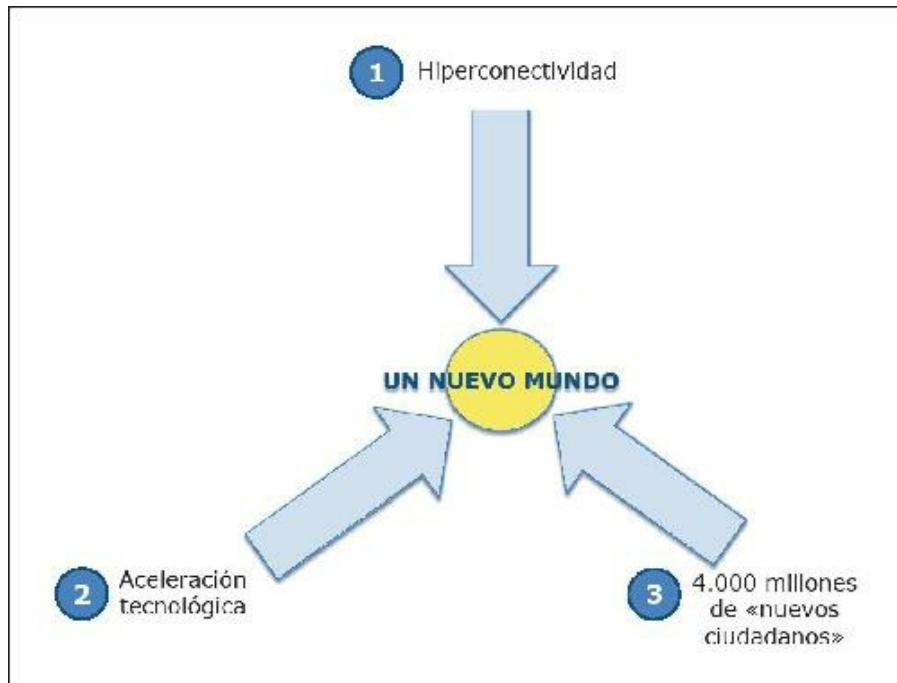 1 Hiperconectividad
UN NUEVO MUNDO
2 Aceleración
tecnológica
3 4.000 millones
de «nuevos
ciudadanos»